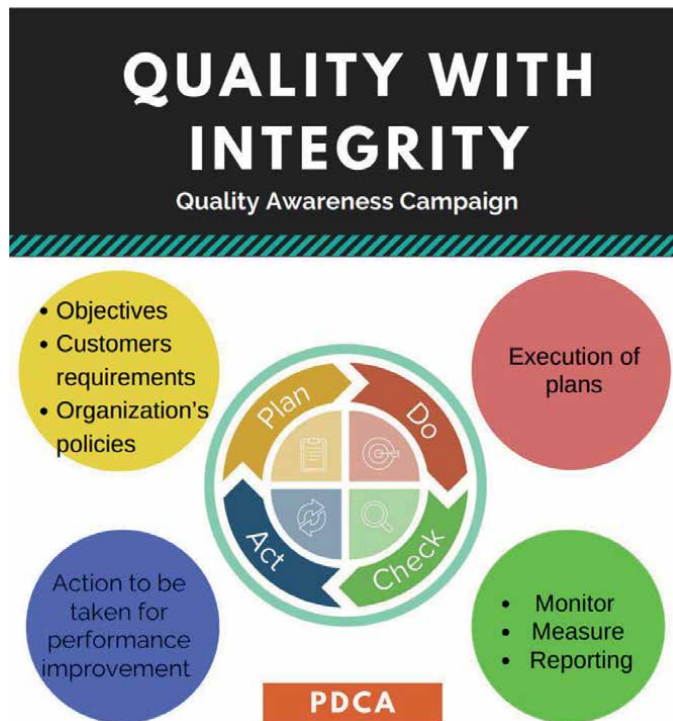 QUALITY WITH
INTEGRITY
Quality Awareness Campaign
• Objectives
• Customers
requirements
• Organization's
policies
Execution of
plans
Plan
Do
Act
Check
Action to be
taken for
performance
improvement
• Monitor
• Measure
• Reporting
PDCA